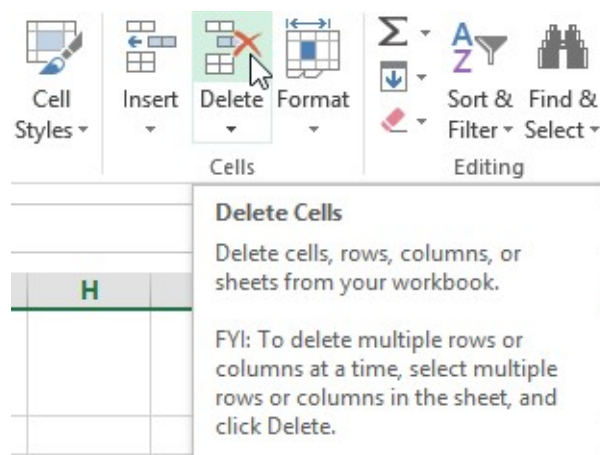 Cell Styles
Insert
Delete
Format
Σ
AZ
Sort & Filter
Find & Select
Cells
Editing
H
Delete Cells
Delete cells, rows, columns, or
sheets from your workbook.
FYI: To delete multiple rows or
columns at a time, select multiple
rows or columns in the sheet, and
click Delete.